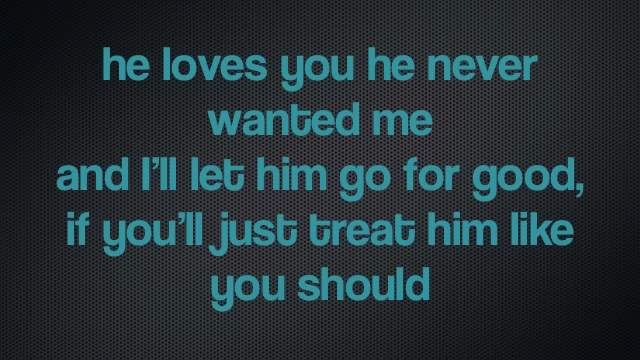 he loves you he never
wanted me
and I'll let him go for good,
if you'll just treat him like
you should